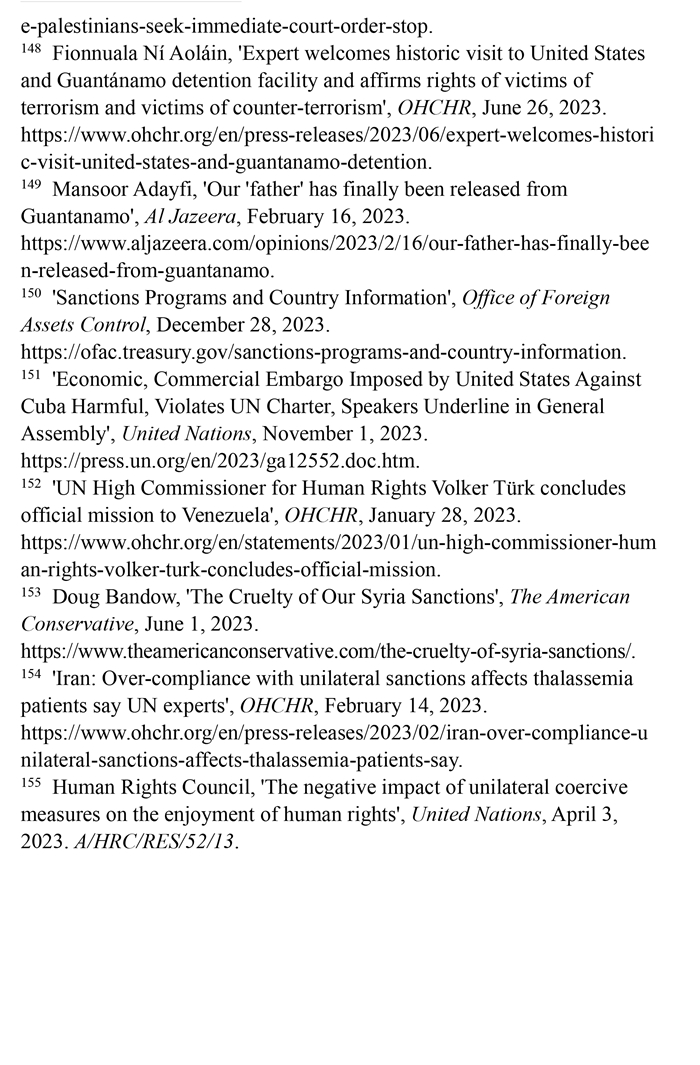 e-palestinians-seek-immediate-court-order-stop.
148 Fionnuala Ní Aoláin, 'Expert welcomes historic visit to United States
and Guantánamo detention facility and affirms rights of victims of
terrorism and victims of counter-terrorism', OHCHR, June 26, 2023.
https://www.ohchr.org/en/press-releases/2023/06/expert-welcomes-histori
c-visit-united-states-and-guantanamo-detention.
149 Mansoor Adayfi, 'Our 'father' has finally been released from
Guantanamo', Al Jazeera, February 16, 2023.
https://www.aljazeera.com/opinions/2023/2/16/our-father-has-finally-bee
n-released-from-guantanamo.
150 'Sanctions Programs and Country Information', Office of Foreign
Assets Control, December 28, 2023.
https://ofac.treasury.gov/sanctions-programs-and-country-information.
151 'Economic, Commercial Embargo Imposed by United States Against
Cuba Harmful, Violates UN Charter, Speakers Underline in General
Assembly', United Nations, November 1, 2023.
https://press.un.org/en/2023/ga12552.doc.htm.
152 'UN High Commissioner for Human Rights Volker Türk concludes
official mission to Venezuela', OHCHR, January 28, 2023.
https://www.ohchr.org/en/statements/2023/01/un-high-commissioner-hum
an-rights-volker-turk-concludes-official-mission.
153 Doug Bandow, 'The Cruelty of Our Syria Sanctions', The American
Conservative, June 1, 2023.
https://www.theamericanconservative.com/the-cruelty-of-syria-sanctions/.
154 'Iran: Over-compliance with unilateral sanctions affects thalassemia
patients say UN experts', OHCHR, February 14, 2023.
https://www.ohchr.org/en/press-releases/2023/02/iran-over-compliance-u
nilateral-sanctions-affects-thalassemia-patients-say.
155 Human Rights Council, 'The negative impact of unilateral coercive
measures on the enjoyment of human rights', United Nations, April 3,
2023. A/HRC/RES/52/13.